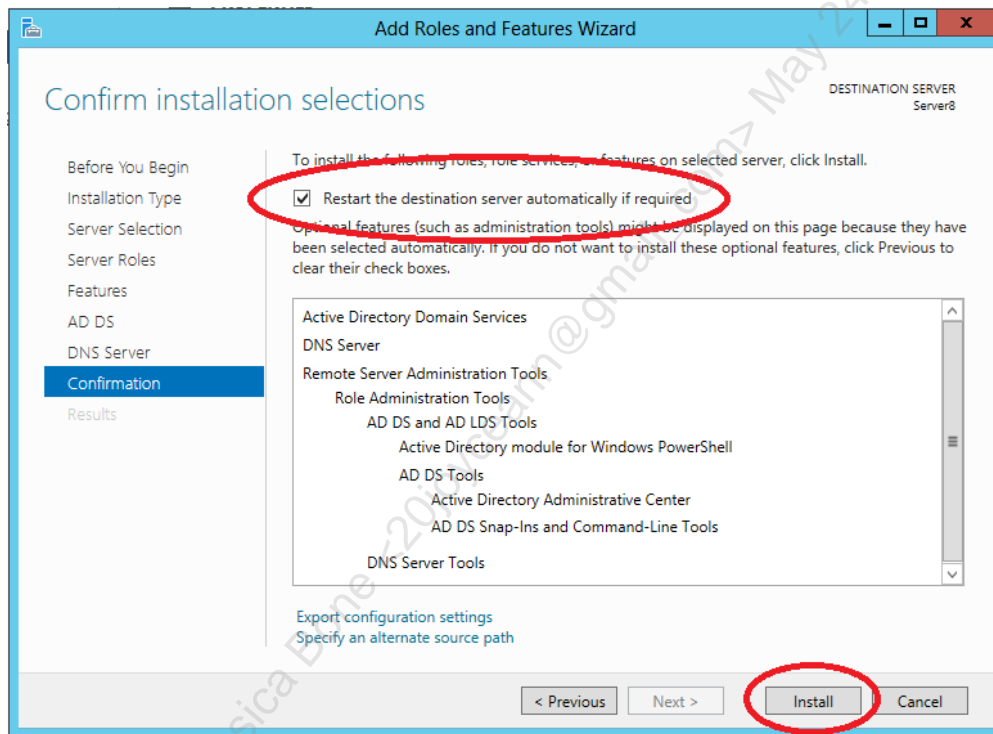 Add Roles and Features Wizard
Confirm installation selections
DESTINATION SERVER
Server8
Before You Begin
Installation Type
Server Selection
Server Roles
Features
AD DS
DNS Server
Confirmation
Results
To install the following roles, role services, or features on selected server, click Install.
Restart the destination server automatically if required
Optional features (such as administration tools) might be displayed on this page because they have
been selected automatically. If you do not want to install these optional features, click Previous to
clear their check boxes.
Active Directory Domain Services
DNS Server
Remote Server Administration Tools
Role Administration Tools
AD DS and AD LDS Tools
Active Directory module for Windows PowerShell
AD DS Tools
Active Directory Administrative Center
AD DS Snap-Ins and Command-Line Tools
DNS Server Tools
Export configuration settings
Specify an alternate source path
< Previous
Next >
Install
Cancel
sica Bone <20joyceann@gmail_com> May 24